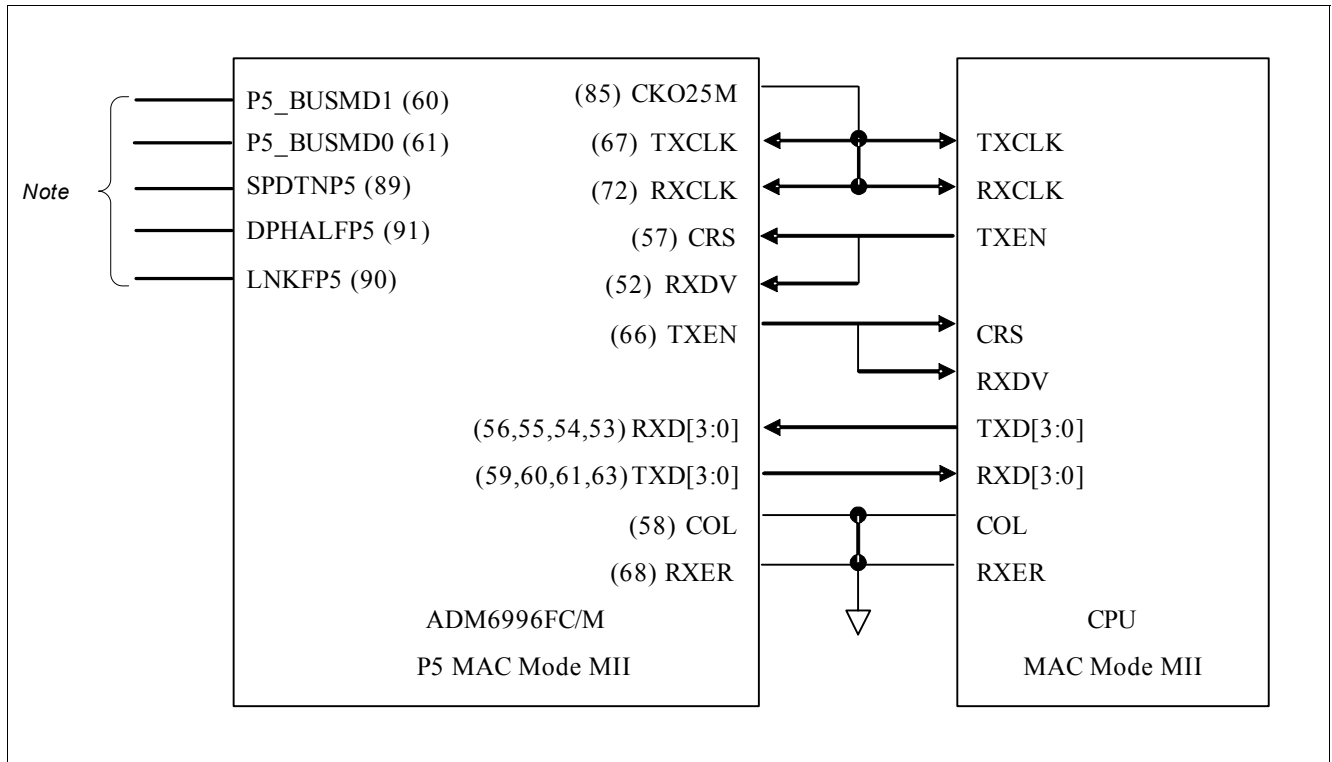 Note
P5_BUSMD1 (60)
P5_BUSMD0 (61)
SPDTNP5 (89)
DPHALFP5 (91)
LNKFP5 (90)
(85) CKO25M
(67) TXCLK
(72) RXCLK
(57) CRS
(52) RXDV
(66) TXEN
(56,55,54,53) RXD[3:0]
(59,60,61,63) TXD[3:0]
(58) COL
(68) RXER
ADM6996FC/M
P5 MAC Mode MII
TXCLK
RXCLK
TXEN
CRS
RXDV
TXD[3:0]
RXD[3:0]
COL
RXER
CPU
MAC Mode MII